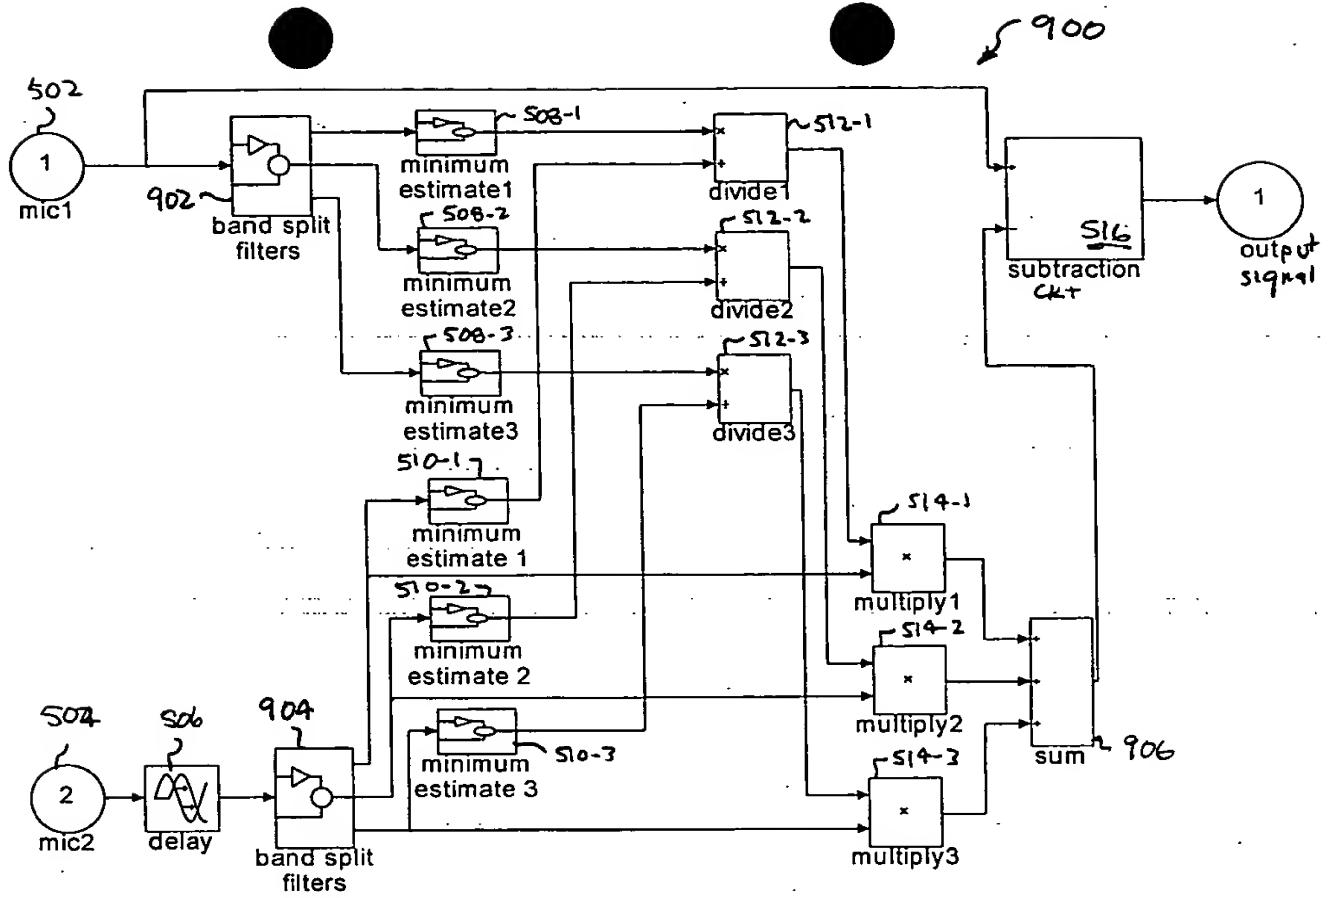 900
502
1
mic1
902
band split
filters
508-1
minimum
estimate1
508-2
minimum
estimate2
508-3
minimum
estimate3
× 512-1
÷
divide1
512-2
×
÷
divide2
512-3
×
÷
divide3
+
-
516
subtraction
ckt
1
output
signal
510-1
minimum
estimate 1
510-2
minimum
estimate 2
510-3
minimum
estimate 3
514-1
×
multiply1
514-2
×
multiply2
514-3
×
multiply3
+
+
+
sum
906
504
2
mic2
506
delay
904
band split
filters